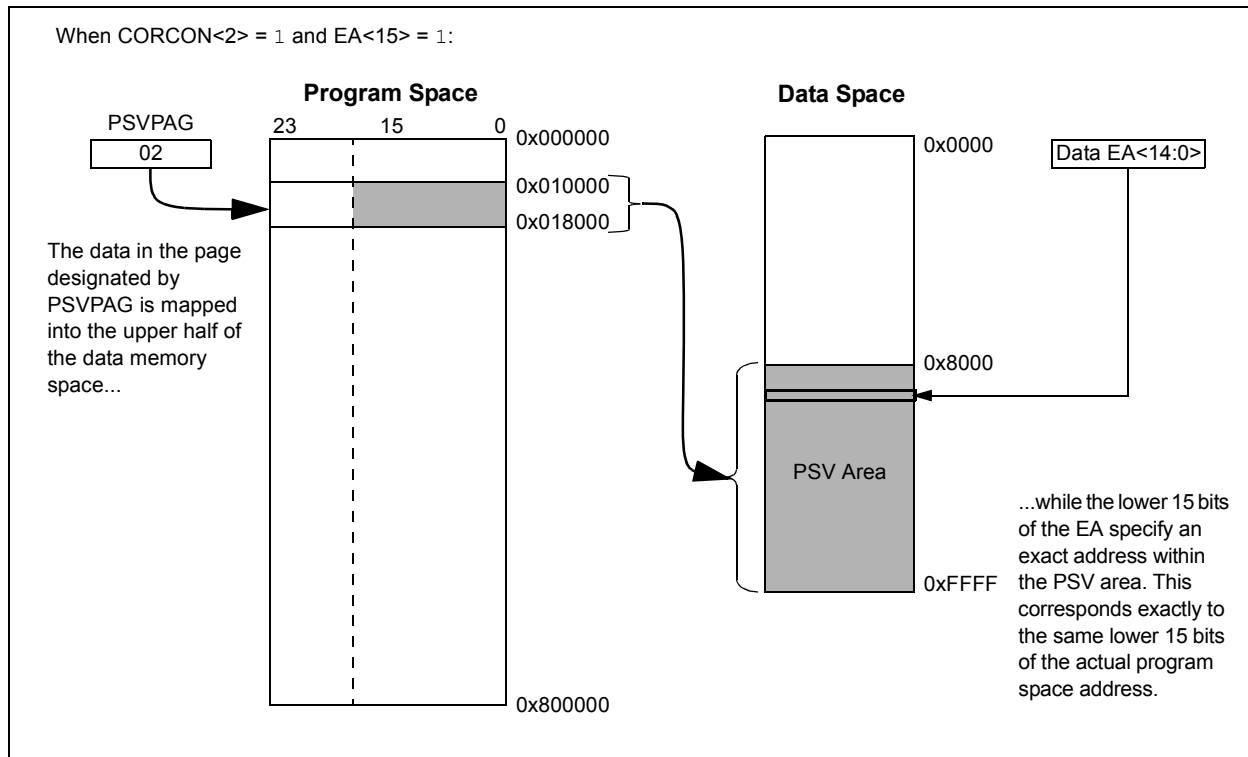 When CORCON<2> = 1 and EA<15> = 1:
Program Space
Data Space
PSVPAG
02
23 15 0
0x000000
0x010000
0x018000
0x800000
The data in the page
designated by
PSVPAG is mapped
into the upper half of
the data memory
space...
0x0000
0x8000
0xFFFF
PSV Area
Data EA<14:0>
...while the lower 15 bits
of the EA specify an
exact address within
the PSV area. This
corresponds exactly to
the same lower 15 bits
of the actual program
space address.